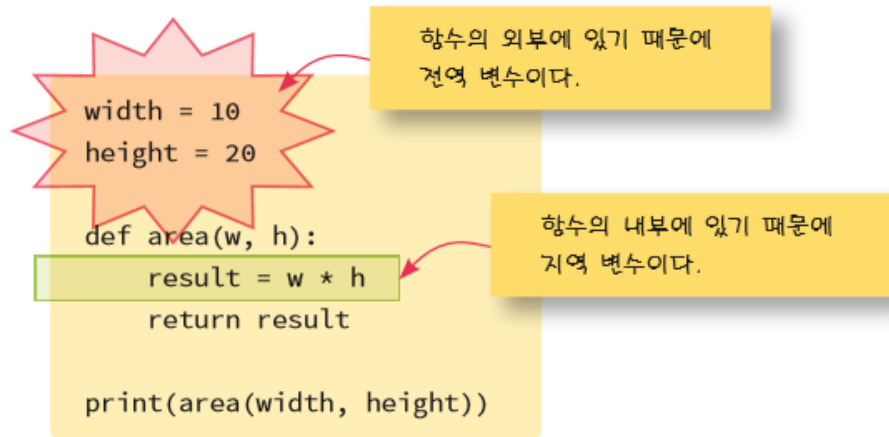 함수의 외부에 있기 때문에
전역 변수이다.
width = 10
height = 20
def area(w, h):
    result = w * h
    return result
함수의 내부에 있기 때문에
지역 변수이다.
print(area(width, height))